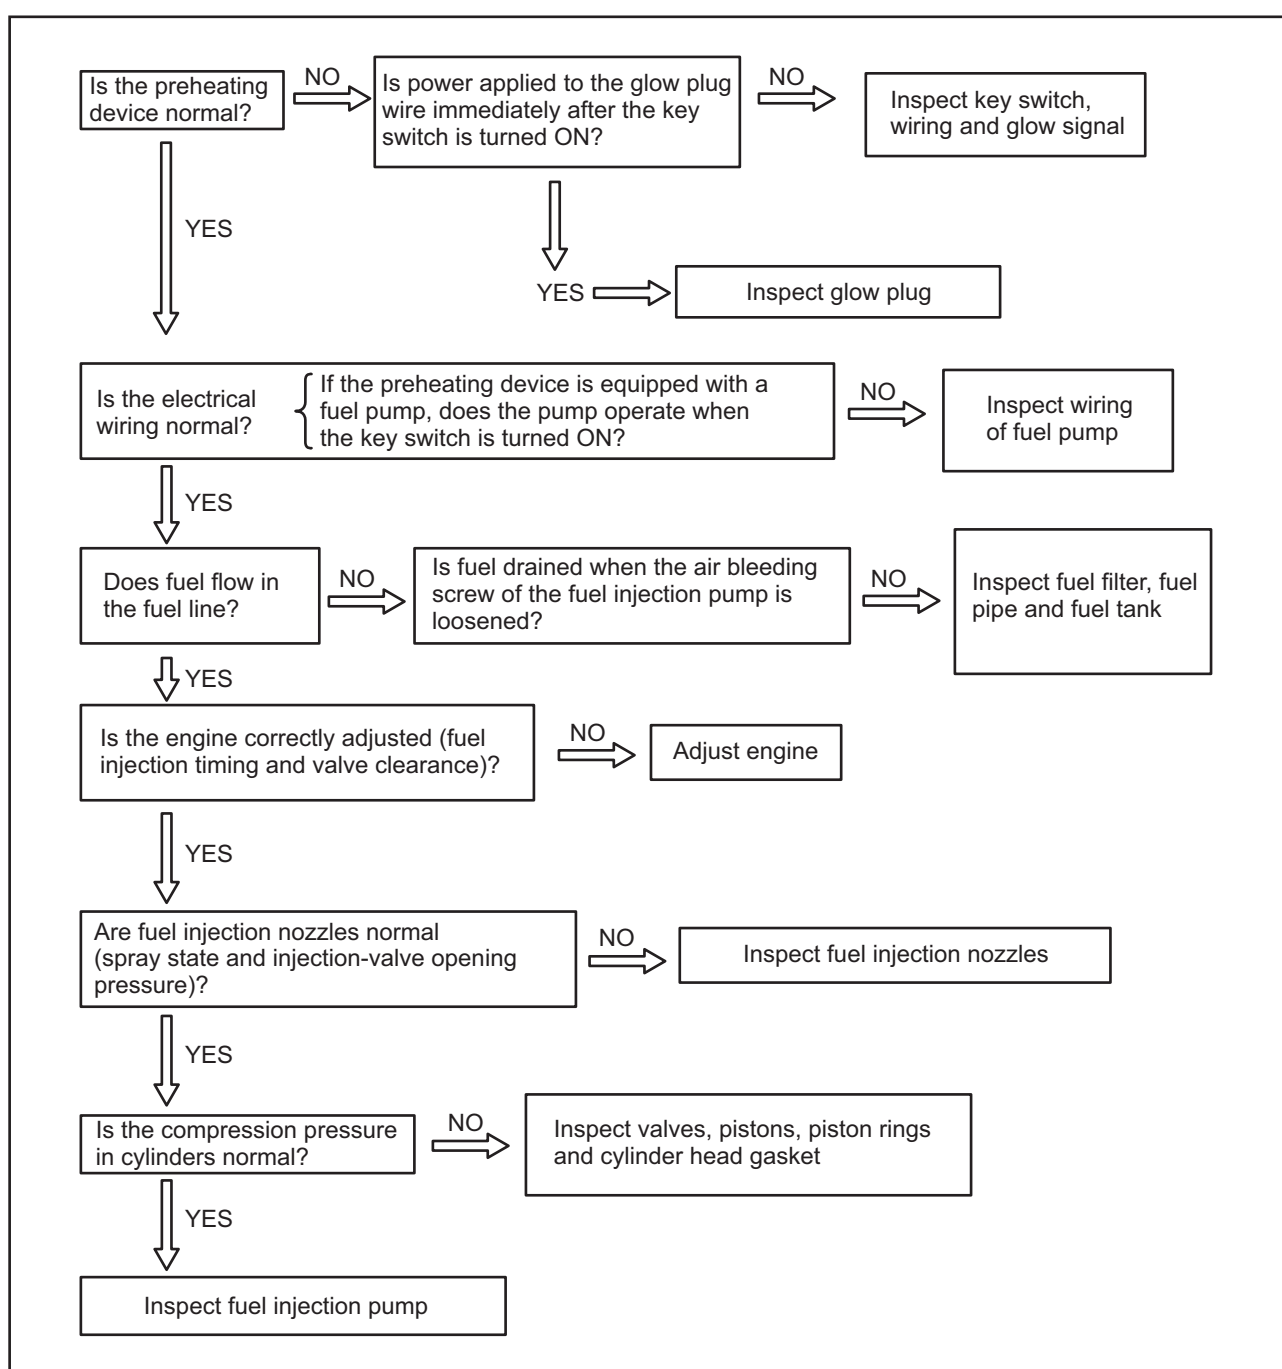 Is the preheating
device normal?
NO
Is power applied to the glow plug
wire immediately after the key
switch is turned ON?
NO
Inspect key switch,
wiring and glow signal
YES
YES
Inspect glow plug
Is the electrical
wiring normal?
If the preheating device is equipped with a
fuel pump, does the pump operate when
the key switch is turned ON?
NO
Inspect wiring
of fuel pump
YES
Does fuel flow in
the fuel line?
NO
Is fuel drained when the air bleeding
screw of the fuel injection pump is
loosened?
NO
Inspect fuel filter, fuel
pipe and fuel tank
YES
Is the engine correctly adjusted (fuel
injection timing and valve clearance)?
NO
Adjust engine
YES
Are fuel injection nozzles normal
(spray state and injection-valve opening
pressure)?
NO
Inspect fuel injection nozzles
YES
Is the compression pressure
in cylinders normal?
NO
Inspect valves, pistons, piston rings
and cylinder head gasket
YES
Inspect fuel injection pump